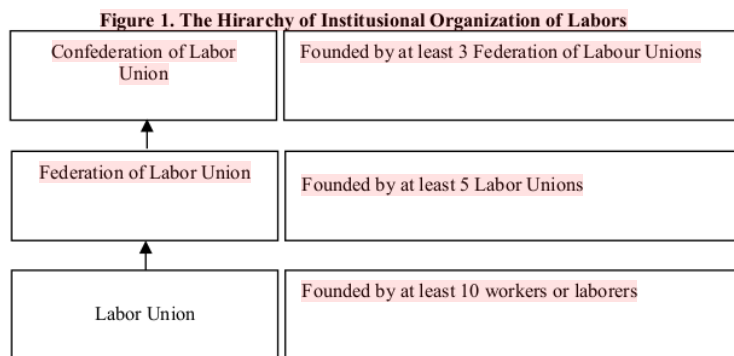 Figure 1. The Hirarchy of Institusional Organization of Labors
Confederation of Labor
Union
Founded by at least 3 Federation of Labour Unions
Federation of Labor Union
Founded by at least 5 Labor Unions
Labor Union
Founded by at least 10 workers or laborers